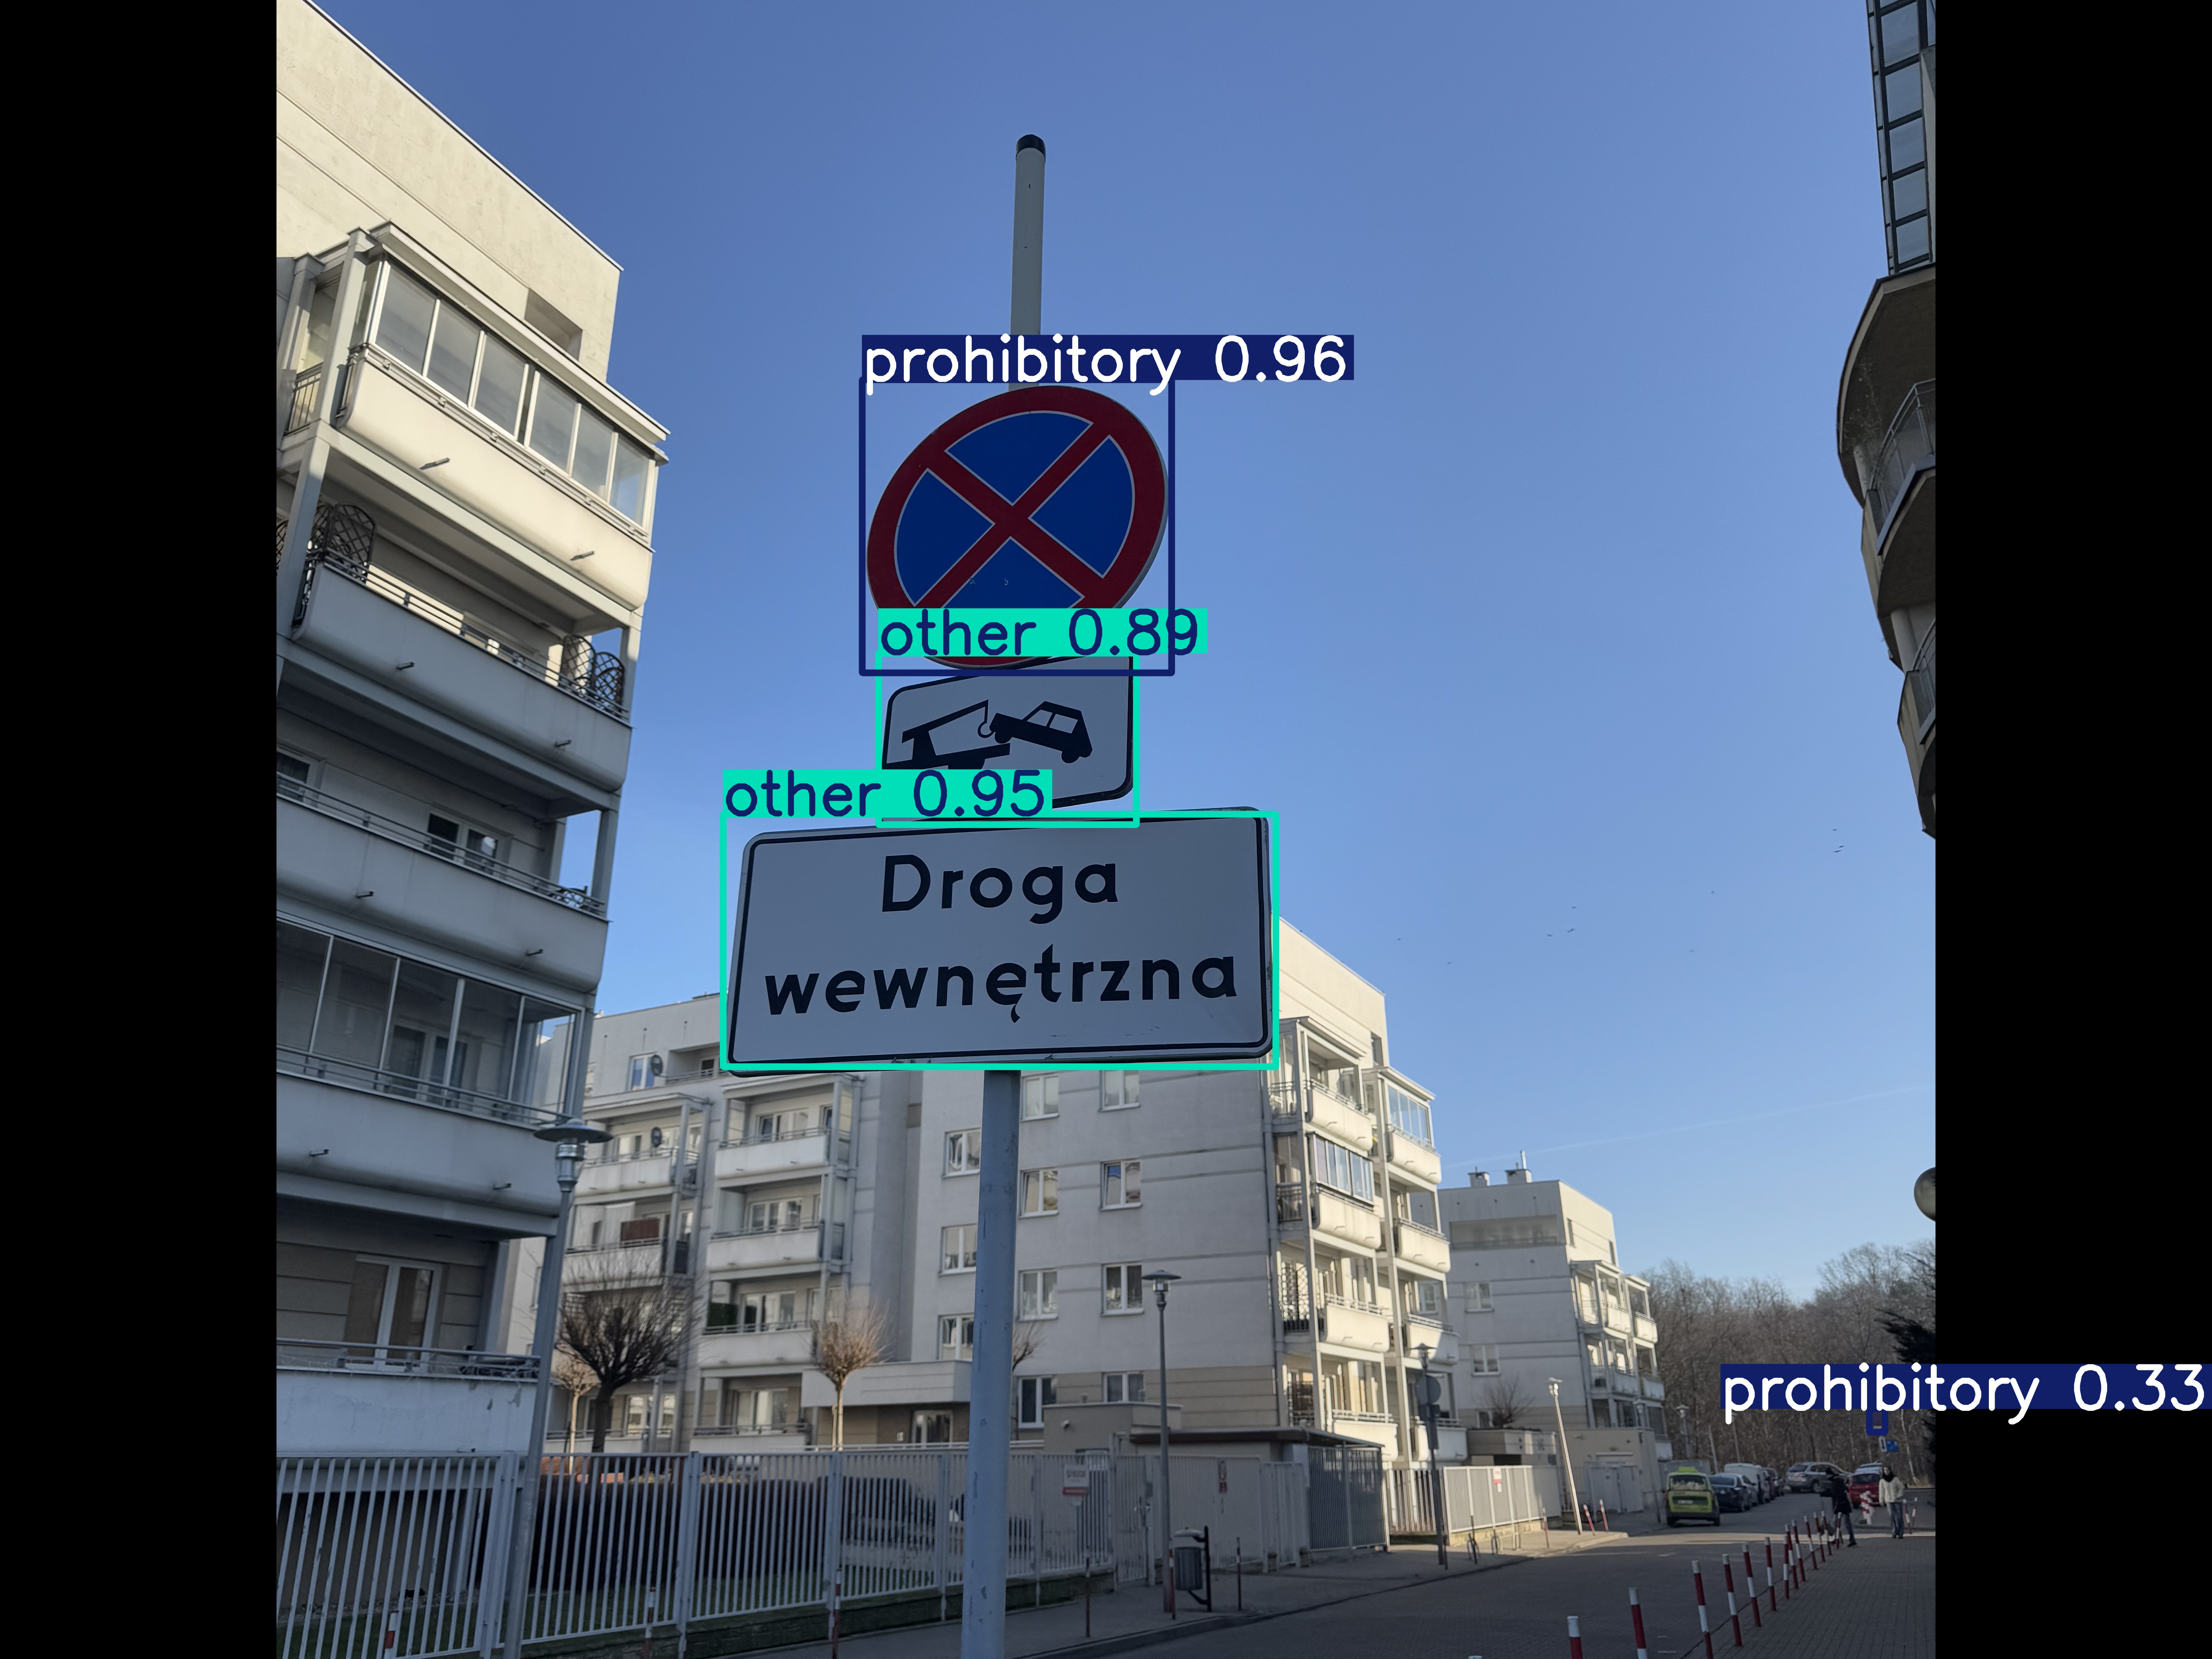 prohibitory 0.96
other 0.89
other 0.95
Droga
wewnętrzna
prohibitory 0.33